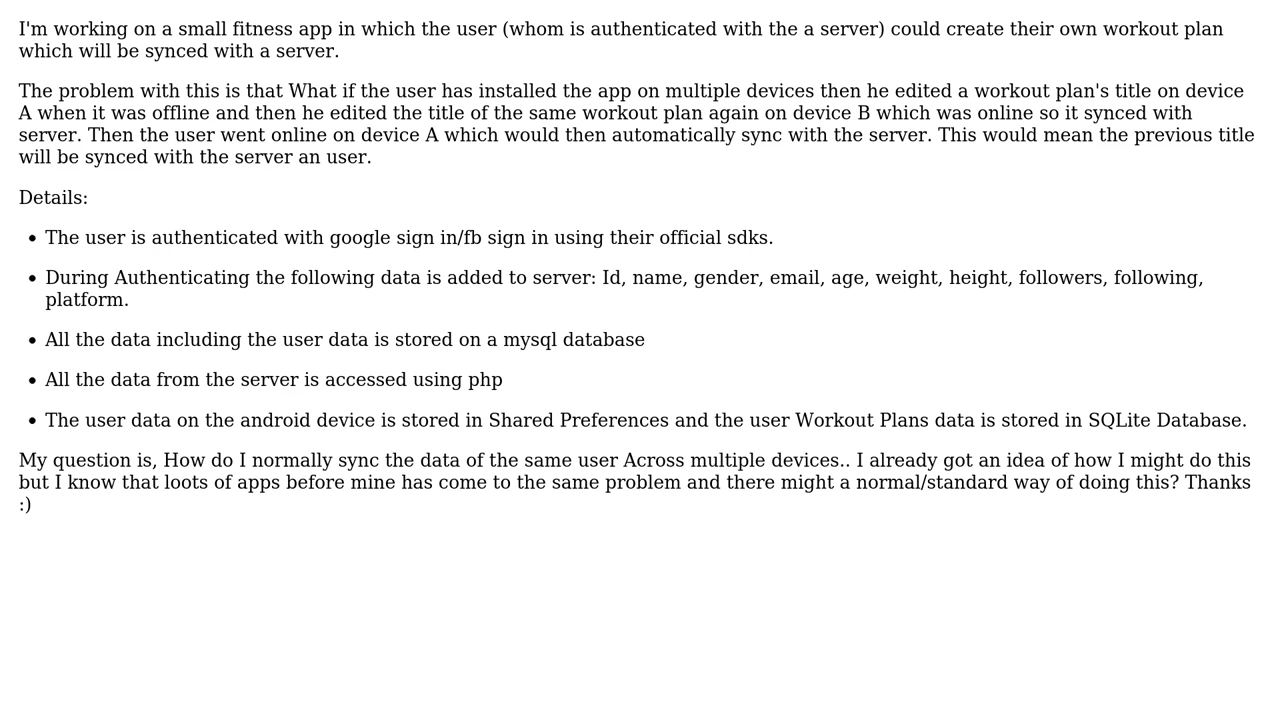 I'm working on a small fitness app in which the user (whom is authenticated with the a server) could create their own workout plan
which will be synced with a server.
The problem with this is that What if the user has installed the app on multiple devices then he edited a workout plan's title on device
A when it was offline and then he edited the title of the same workout plan again on device B which was online so it synced with
server. Then the user went online on device A which would then automatically sync with the server. This would mean the previous title
will be synced with the server an user.
Details:
• The user is authenticated with google sign in/fb sign in using their official sdks.
• During Authenticating the following data is added to server: Id, name, gender, email, age, weight, height, followers, following,
platform.
• All the data including the user data is stored on a mysql database
• All the data from the server is accessed using php
• The user data on the android device is stored in Shared Preferences and the user Workout Plans data is stored in SQLite Database.
My question is, How do I normally sync the data of the same user Across multiple devices.. I already got an idea of how I might do this
but I know that loots of apps before mine has come to the same problem and there might a normal/standard way of doing this? Thanks
:)